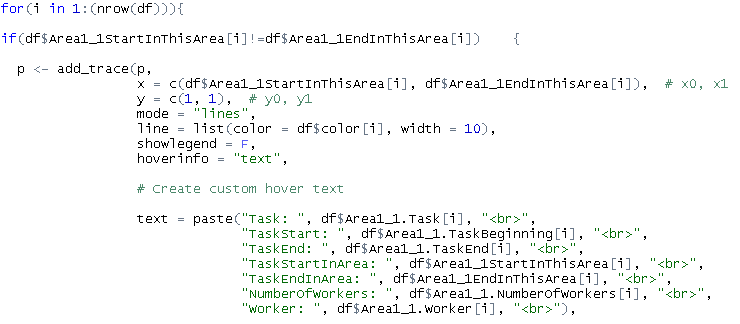 for(i in 1:(nrow(df))){
if(df$Area1_1StartInThisArea[i]!=df$Area1_1EndInThisArea[i])    {
p <- add_trace(p,
x = c(df$Area1_1StartInThisArea[i], df$Area1_1EndInThisArea[i]),  # x0, x1
y = c(1, 1),  # y0, y1
mode = "lines",
line = list(color = df$color[i], width = 10),
showlegend = F,
hoverinfo = "text",
# Create custom hover text
text = paste("Task: ", df$Area1_1.Task[i], "<br>",
"TaskStart: ", df$Area1_1.TaskBeginning[i], "<br>",
"TaskEnd: ", df$Area1_1.TaskEnd[i], "<br>",
"TaskStartInArea: ", df$Area1_1StartInThisArea[i], "<br>",
"TaskEndInArea: ", df$Area1_1EndInThisArea[i], "<br>",
"NumberOfWorkers: ", df$Area1_1.NumberOfWorkers[i], "<br>",
"Worker: ", df$Area1_1.Worker[i], "<br>"),